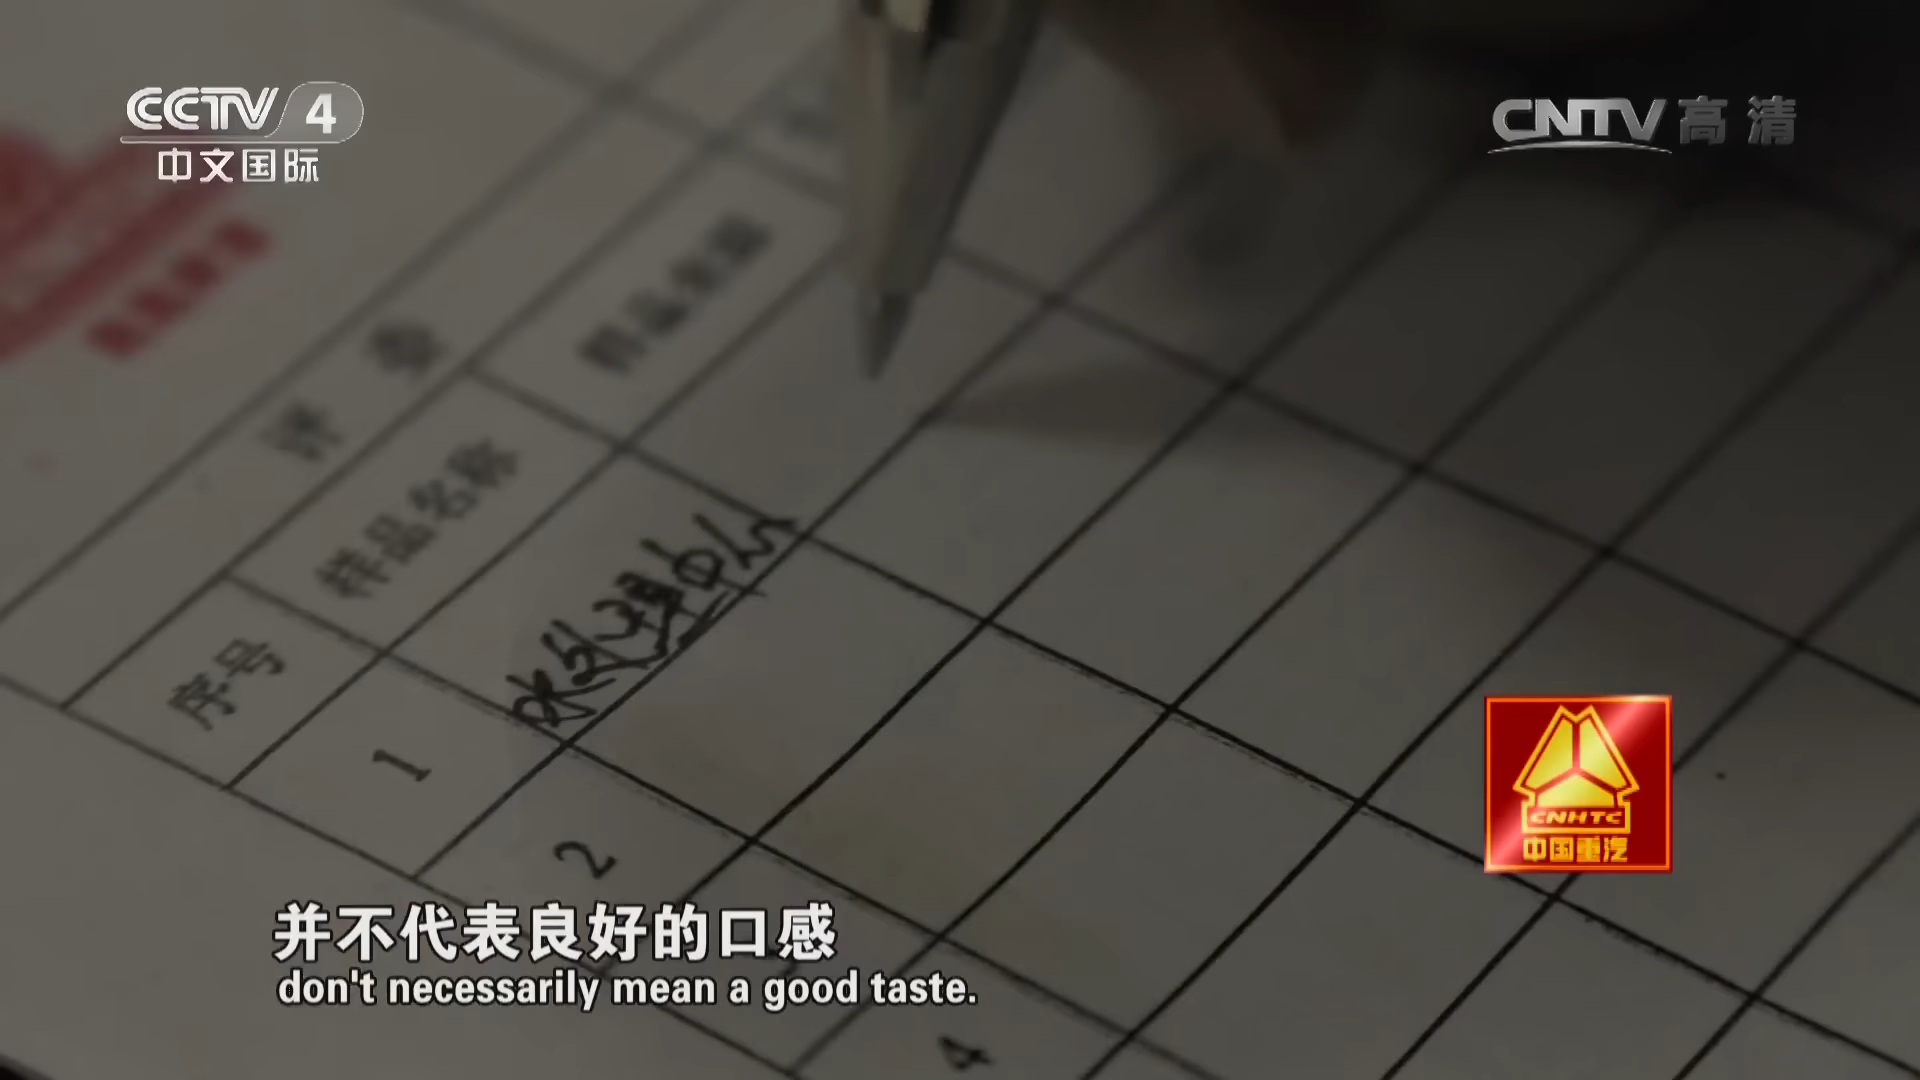 CCTV 4
中文国际
CNTV 高清
评委
样品名称
序号
1
2
4
CNHTC
中国重汽
并不代表良好的口感
don't necessarily mean a good taste.